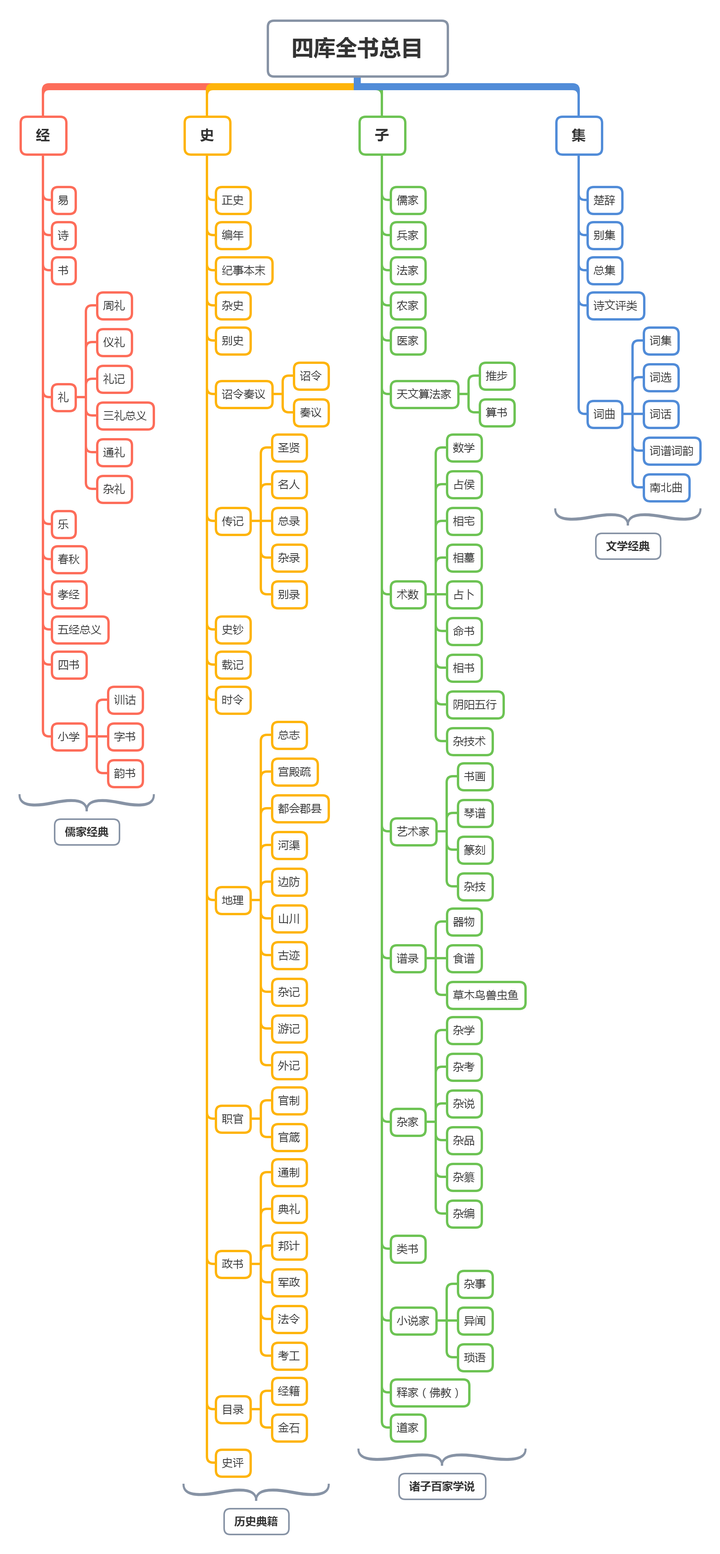 四库全书总目
经
易
诗
书
礼
周礼
仪礼
礼记
三礼总义
通礼
杂礼
乐
春秋
孝经
五经总义
四书
小学
训诂
字书
韵书
儒家经典
史
正史
编年
纪事本末
杂史
别史
诏令奏议
诏令
奏议
传记
圣贤
名人
总录
杂录
别录
史钞
载记
时令
地理
总志
宫殿疏
都会郡县
河渠
边防
山川
古迹
杂记
游记
外记
职官
官制
官箴
政书
通制
典礼
邦计
军政
法令
考工
目录
经籍
金石
史评
历史典籍
子
儒家
兵家
法家
农家
医家
天文算法家
推步
算书
术数
数学
占侯
相宅
相墓
占卜
命书
相书
阴阳五行
杂技术
艺术家
书画
琴谱
篆刻
杂技
谱录
器物
食谱
草木鸟兽虫鱼
杂家
杂学
杂考
杂说
杂品
杂纂
杂编
类书
小说家
杂事
异闻
琐语
释家（佛教）
道家
诸子百家学说
集
楚辞
别集
总集
诗文评类
词曲
词集
词选
词话
词谱词韵
南北曲
文学经典